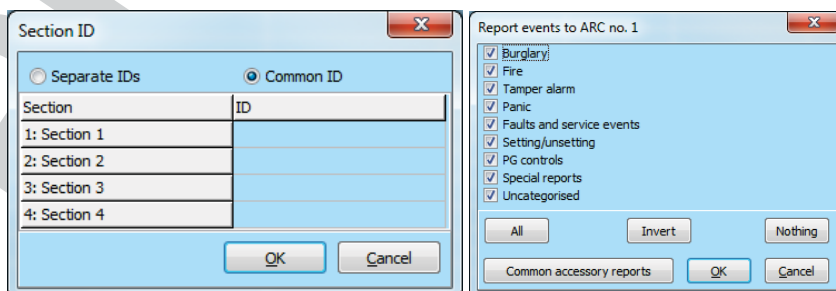 Section ID
Separate IDs Common ID
Section ID
1: Section 1
2: Section 2
3: Section 3
4: Section 4
OK Cancel
Report events to ARC no. 1
Burglary
Fire
Tamper alarm
Panic
Faults and service events
Setting/unsetting
PG controls
Special reports
Uncategorised
All Invert Nothing
Common accessory reports OK Cancel